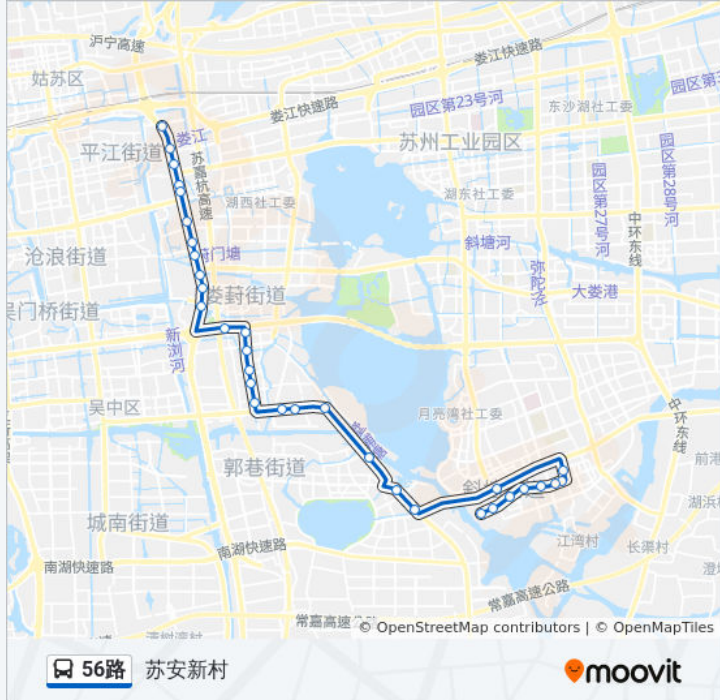 沪宁高速
娄江快速路
姑苏区
园区第3
园区第23号河
东沙湖社工委
娄江快速路
娄江
苏州工业园区
平江街道
苏嘉杭高速
园区第27号河
园区第28号河
湖东社工委
湖西社工委
中环东线
斜塘河
沧浪街道
葑门塘
弥陀泾
大娄港
娄葑街道
吴门桥街道
新浏河
吴中区
月亮湾社工委
中环东线
郭巷街道
前港
斜
湖浜
城南街道
江湾村
南湖快速路
长渠村
南湖快速路
澄
常嘉高速公路
常嘉高速公
© OpenStreetMap contributors | © OpenMapTiles
56路 苏安新村
moovit